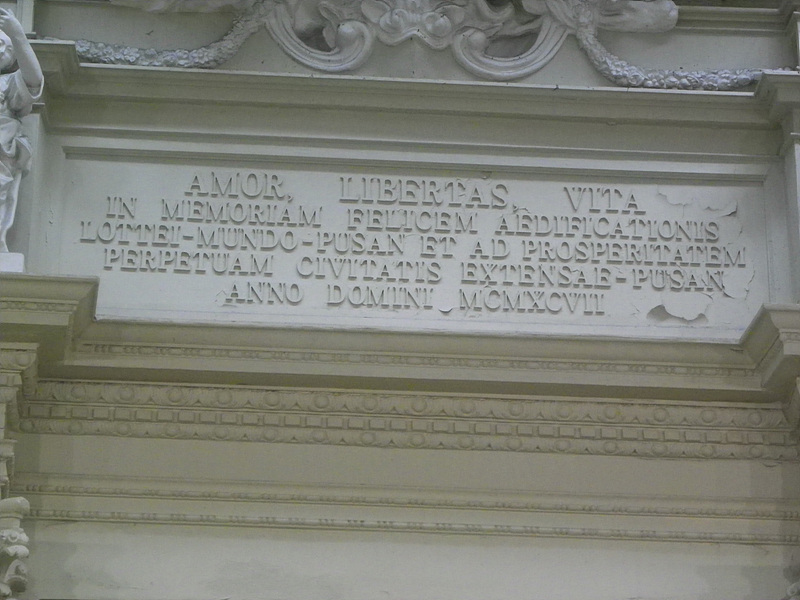 AMOR, LIBERTAS, VITA
IN MEMORIAM FELICEM AEDIFICATIONIS
LOTTEI-MUNDO-PUSAN ET AD PROSPERITATEM
PERPETUAM CIVITATIS EXTENSAE-PUSAN
ANNO DOMINI MCMXCVII